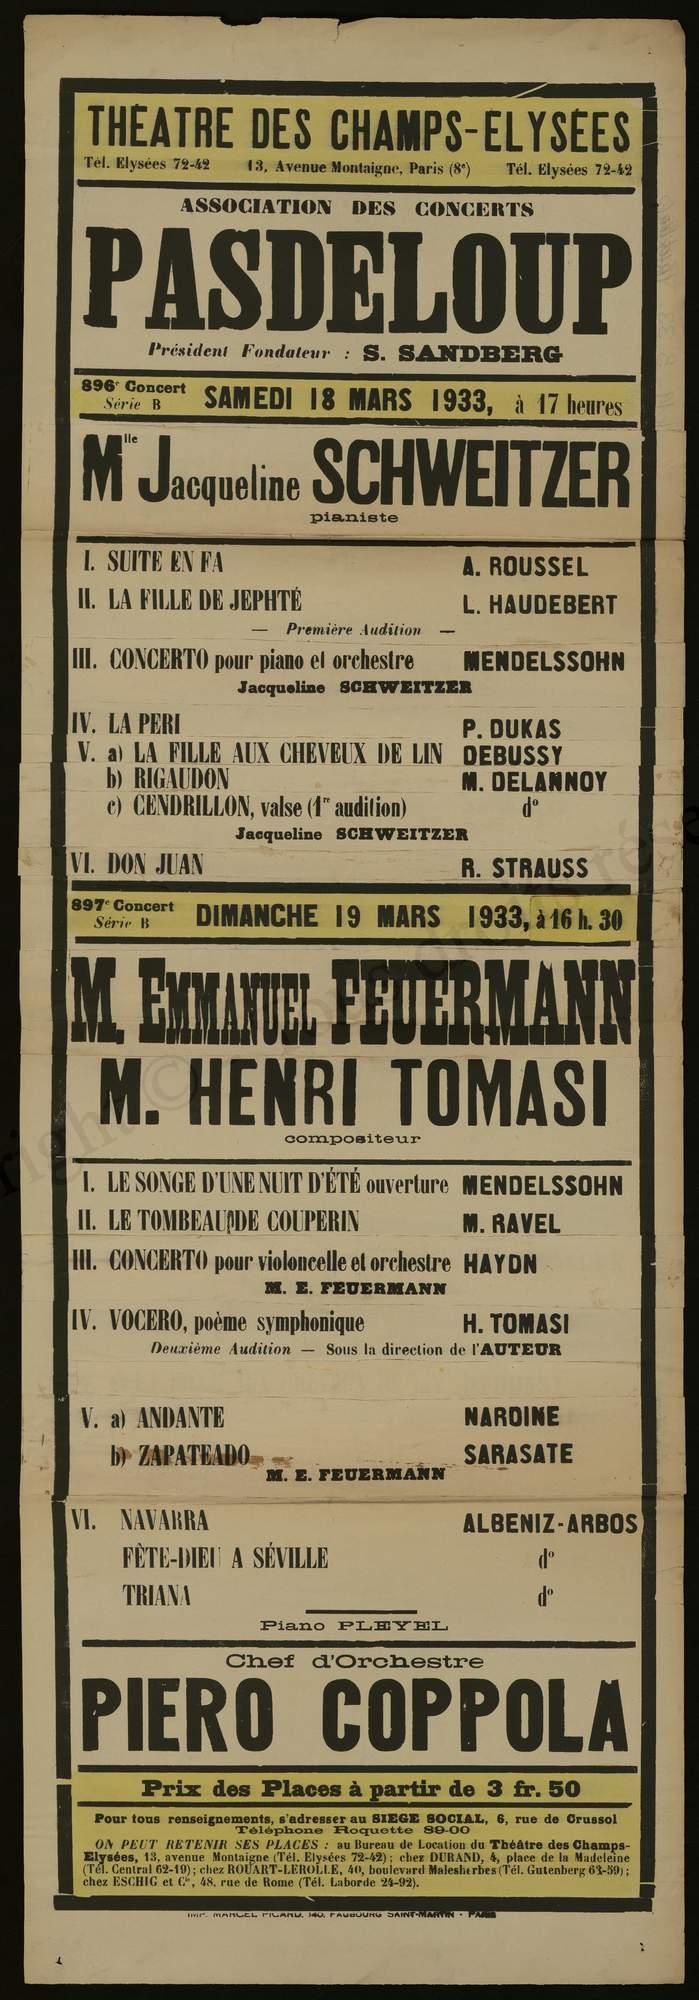 THÉATRE DES CHAMPS-ELYSÉES
Tél. Elysées 72-42 13, Avenue Montaigne, Paris (8e) Tél. Elysées 72-42
ASSOCIATION DES CONCERTS
PASDELOUP
Président Fondateur : S. SANDBERG
896e Concert
Série B
SAMEDI 18 MARS 1933, à 17 heures
Mlle Jacqueline SCHWEITZER
pianiste
I. SUITE EN FA A. ROUSSEL
II. LA FILLE DE JEPHTÉ L. HAUDEBERT
— Première Audition —
III. CONCERTO pour piano et orchestre MENDELSSOHN
Jacqueline SCHWEITZER
IV. LA PERI P. DUKAS
V. a) LA FILLE AUX CHEVEUX DE LIN DEBUSSY
b) RIGAUDON M. DELANNOY
c) CENDRILLON, valse (1re audition) do
Jacqueline SCHWEITZER
VI. DON JUAN R. STRAUSS
897e Concert
Série B
DIMANCHE 19 MARS 1933, à 16 h. 30
M. EMMANUEL FEUERMANN
M. HENRI TOMASI
compositeur
I. LE SONGE D'UNE NUIT D'ÉTÉ ouverture MENDELSSOHN
II. LE TOMBEAU DE COUPERIN M. RAVEL
III. CONCERTO pour violoncelle et orchestre HAYDN
M. E. FEUERMANN
IV. VOCERO, poème symphonique H. TOMASI
Deuxième Audition — Sous la direction de l'AUTEUR
V. a) ANDANTE NARDINE
b) ZAPATEADO SARASATE
M. E. FEUERMANN
VI. NAVARRA ALBENIZ-ARBOS
FÊTE-DIEU A SÉVILLE do
TRIANA do
Piano PLEYEL
Chef d'Orchestre
PIERO COPPOLA
Prix des Places à partir de 3 fr. 50
Pour tous renseignements, s'adresser au SIEGE SOCIAL, 6, rue de Crussol
Téléphone Roquette 89-00
ON PEUT RETENIR SES PLACES : au Bureau de Location du Théâtre des Champs-
Elysées, 13, avenue Montaigne (Tél. Elysées 72-42) ; chez DURAND, 4, place de la Madeleine
(Tél. Central 62-19) ; chez ROUART-LEROLLE, 40, boulevard Malesherbes (Tél. Gutenberg 63-59) ;
chez ESCHIG et Cie, 48, rue de Rome (Tél. Laborde 24-92).
IMP. MARCEL PICARD, 140, FAUBOURG SAINT-MARTIN - PARIS